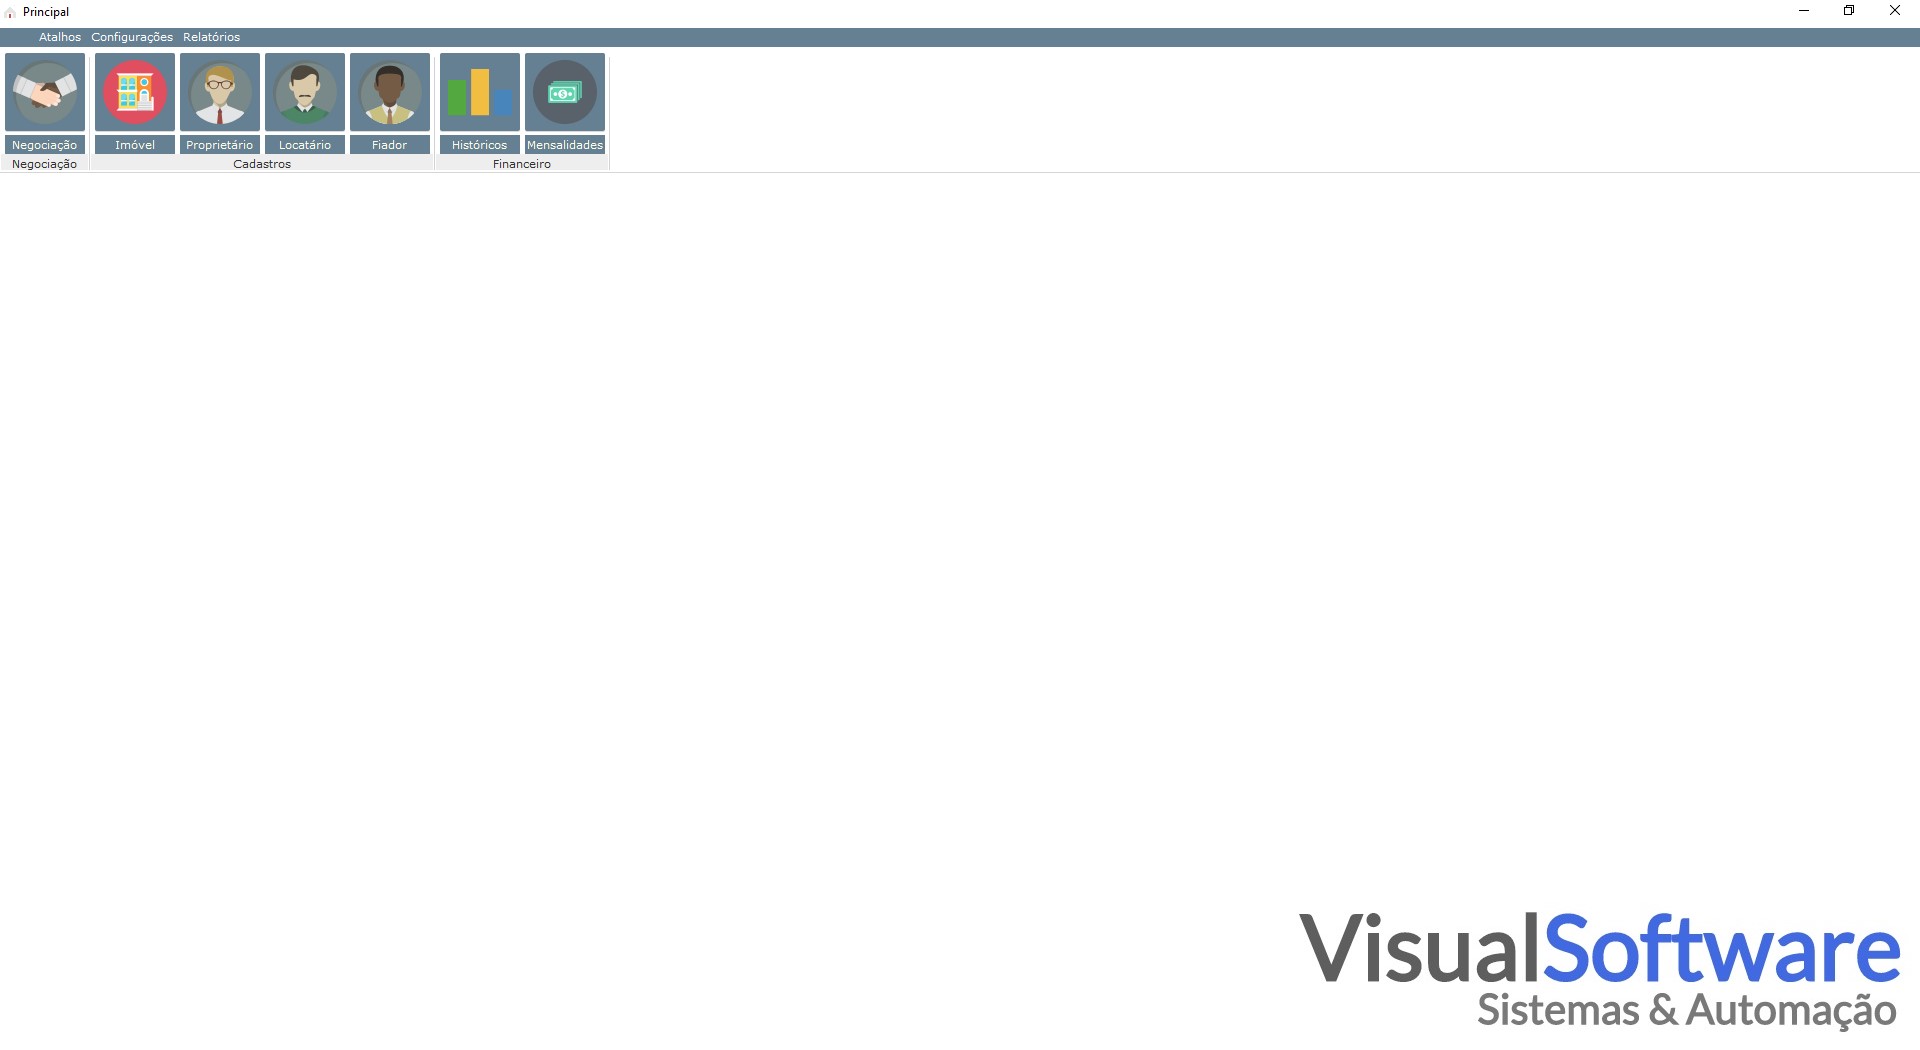 Principal
Atalhos Configurações Relatórios
Negociação Imóvel Proprietário Locatário Fiador Históricos Mensalidades
Negociação Cadastros Financeiro
VisualSoftware
Sistemas & Automação